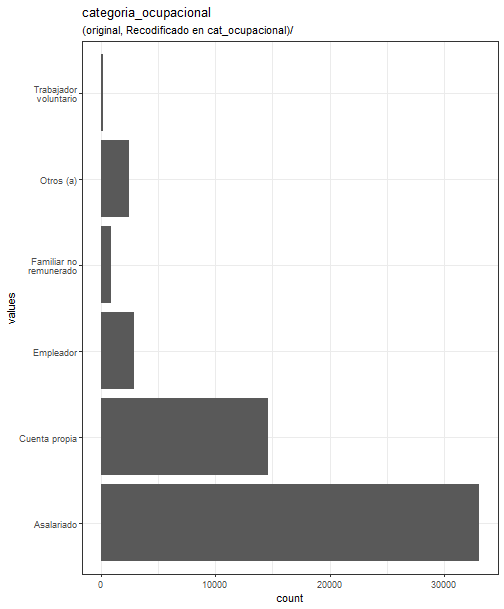 categoria_ocupacional
(original, Recodificado en cat_ocupacional)/
Trabajador
voluntario
Otros (a)
Familiar no
remunerado
Empleador
Cuenta propia
Asalariado
values
0 10000 20000 30000
count